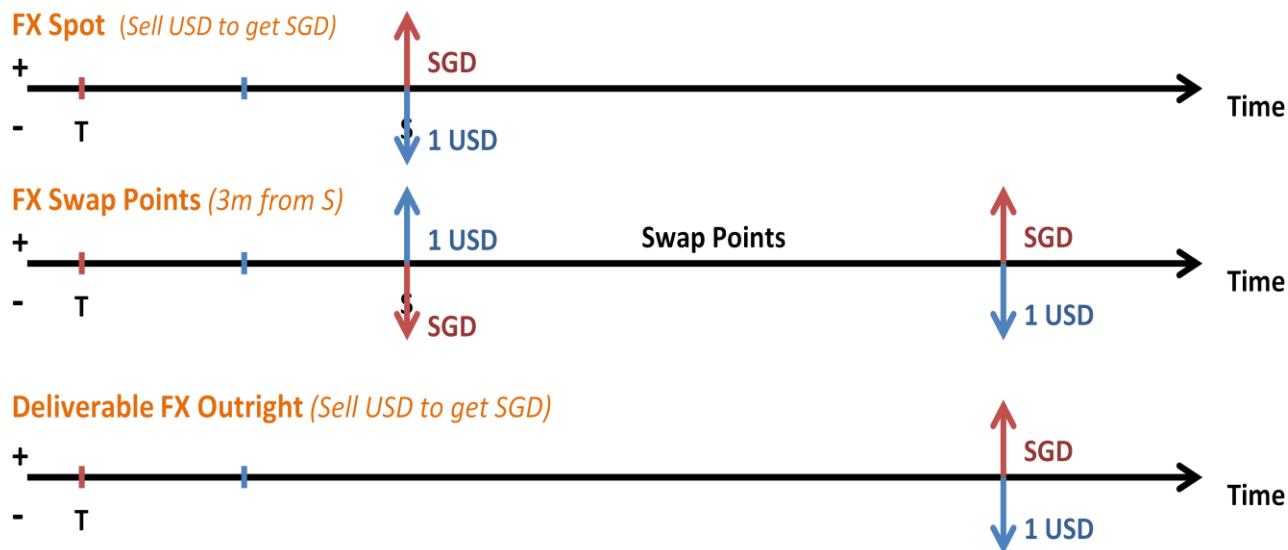 FX Spot (Sell USD to get SGD)
+
SGD
Time
- T S 1 USD
FX Swap Points (3m from S)
+ 1 USD Swap Points SGD
Time
- T S
SGD 1 USD
Deliverable FX Outright (Sell USD to get SGD)
+ SGD
Time
- T 1 USD